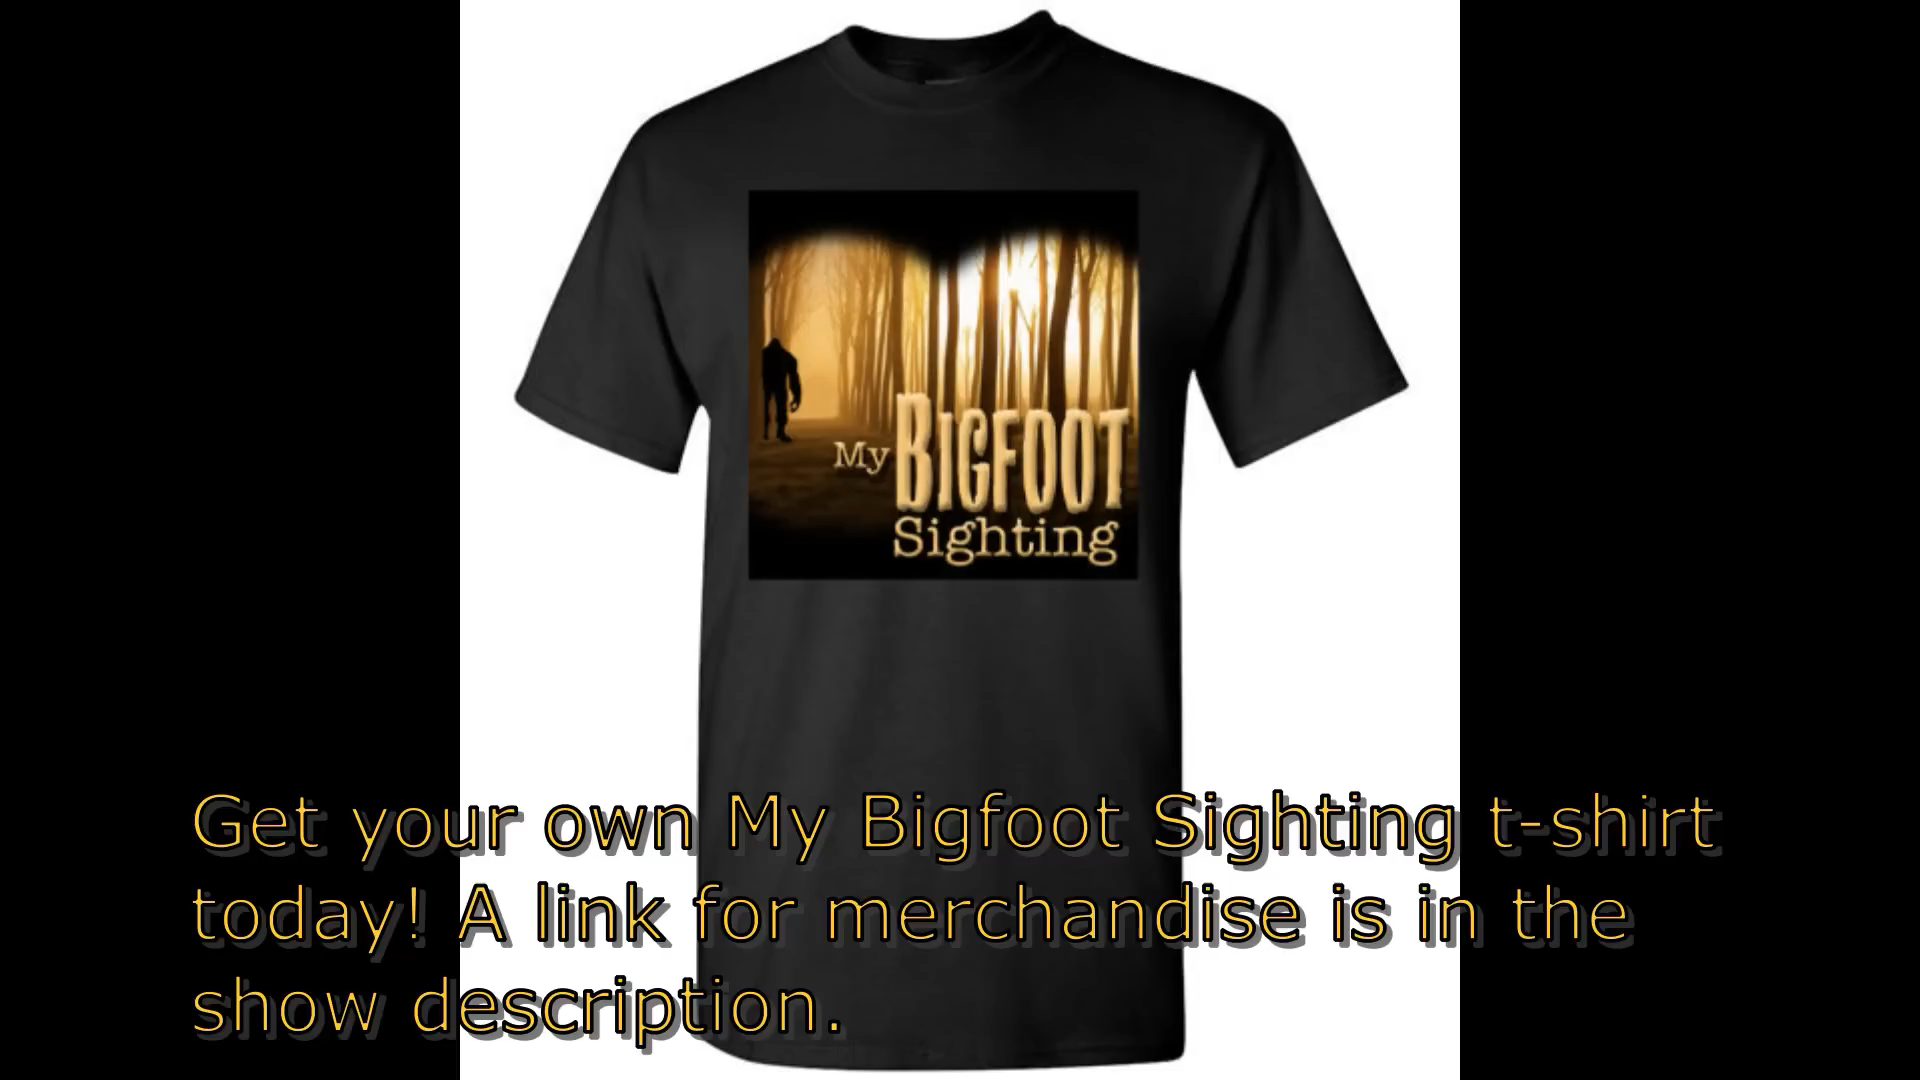 My BIGFOOT
Sighting
Get your own My Bigfoot Sighting t-shirt
today! A link for merchandise is in the
show description.